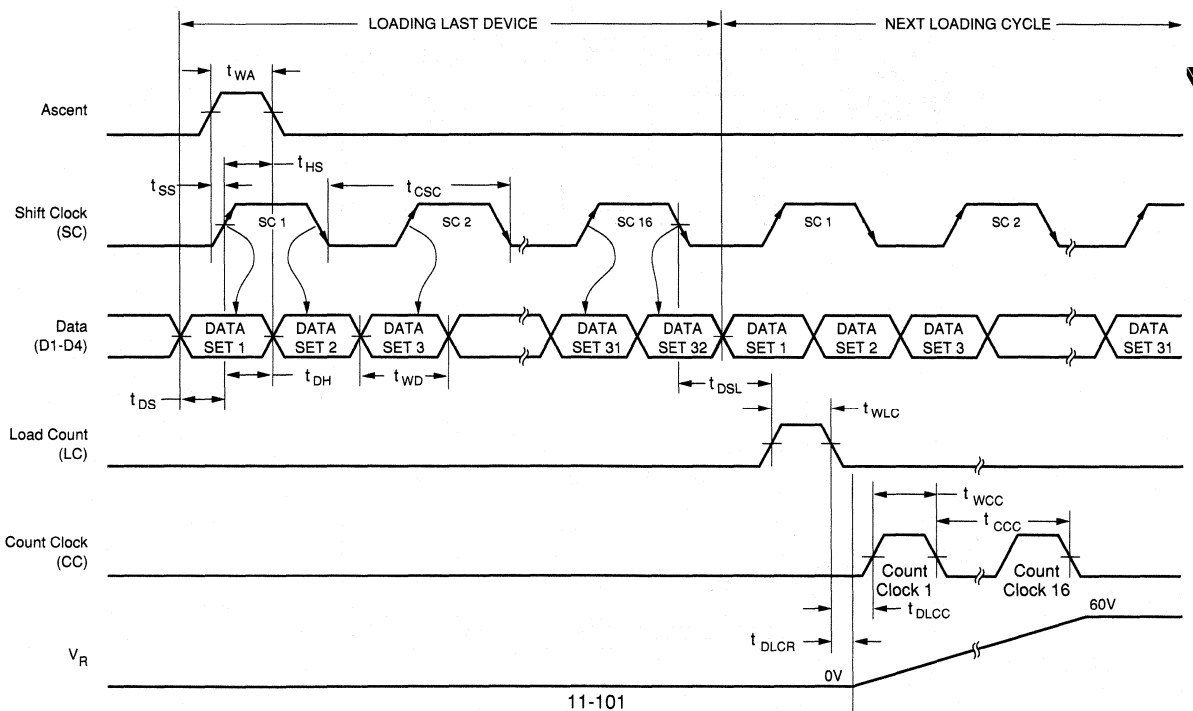 LOADING LAST DEVICE
NEXT LOADING CYCLE
t WA
Ascent
t HS
t SS
t CSC
Shift Clock
(SC)
SC 1
SC 2
SC 16
SC 1
SC 2
Data
(D1-D4)
DATA
SET 1
DATA
SET 2
DATA
SET 3
DATA
SET 31
DATA
SET 32
DATA
SET 1
DATA
SET 2
DATA
SET 3
DATA
SET 31
t DH
t WD
t DSL
t DS
t WLC
Load Count
(LC)
t WCC
t CCC
Count Clock
(CC)
Count
Clock 1
Count
Clock 16
t DLCC
60V
t DLCR
VR
0V
11-101